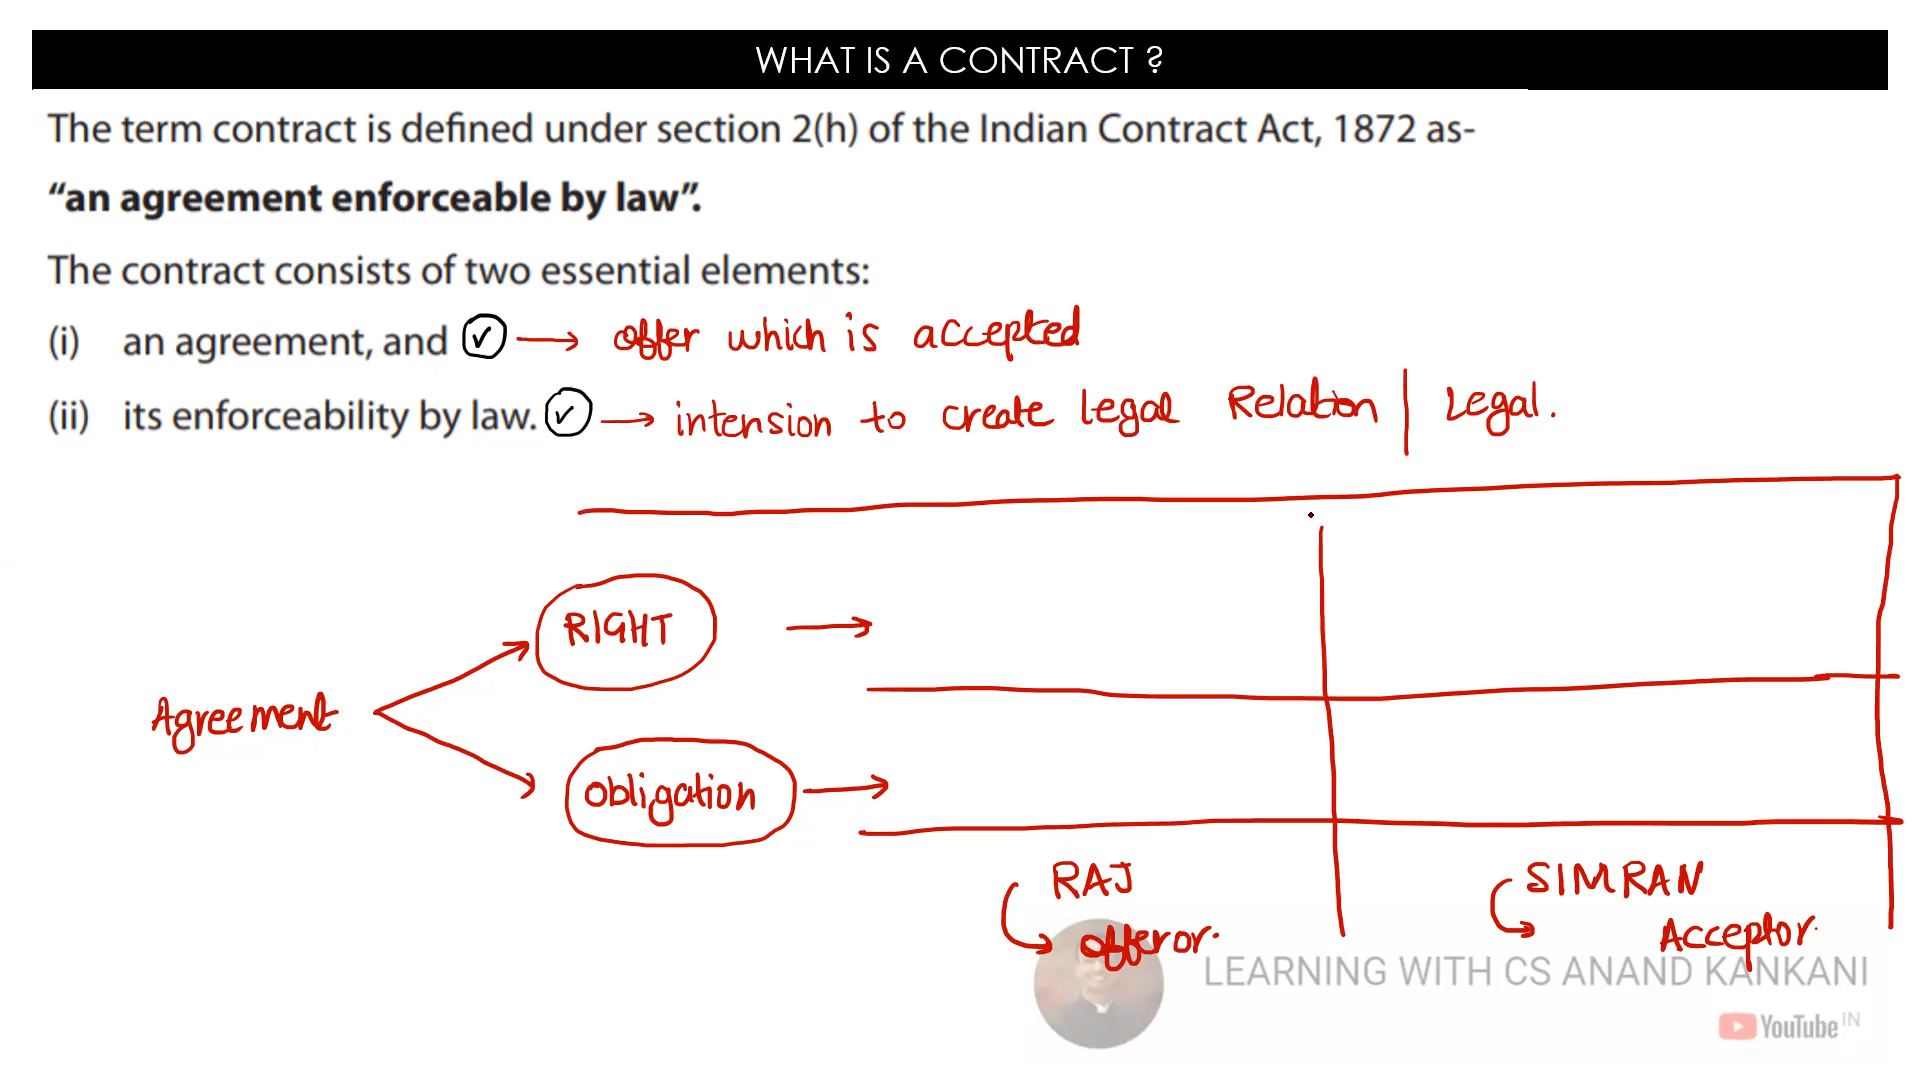 WHAT IS A CONTRACT ?
The term contract is defined under section 2(h) of the Indian Contract Act, 1872 as-
“an agreement enforceable by law”.
The contract consists of two essential elements:
(i) an agreement, and ✓ → offer which is accepted
(ii) its enforceability by law. ✓ → intension to create legal Relation | Legal.
RIGHT →
Agreement
Obligation →
RAJ SIMRAN
offeror. Acceptor.
LEARNING WITH CS ANAND KANKANI
YouTube IN